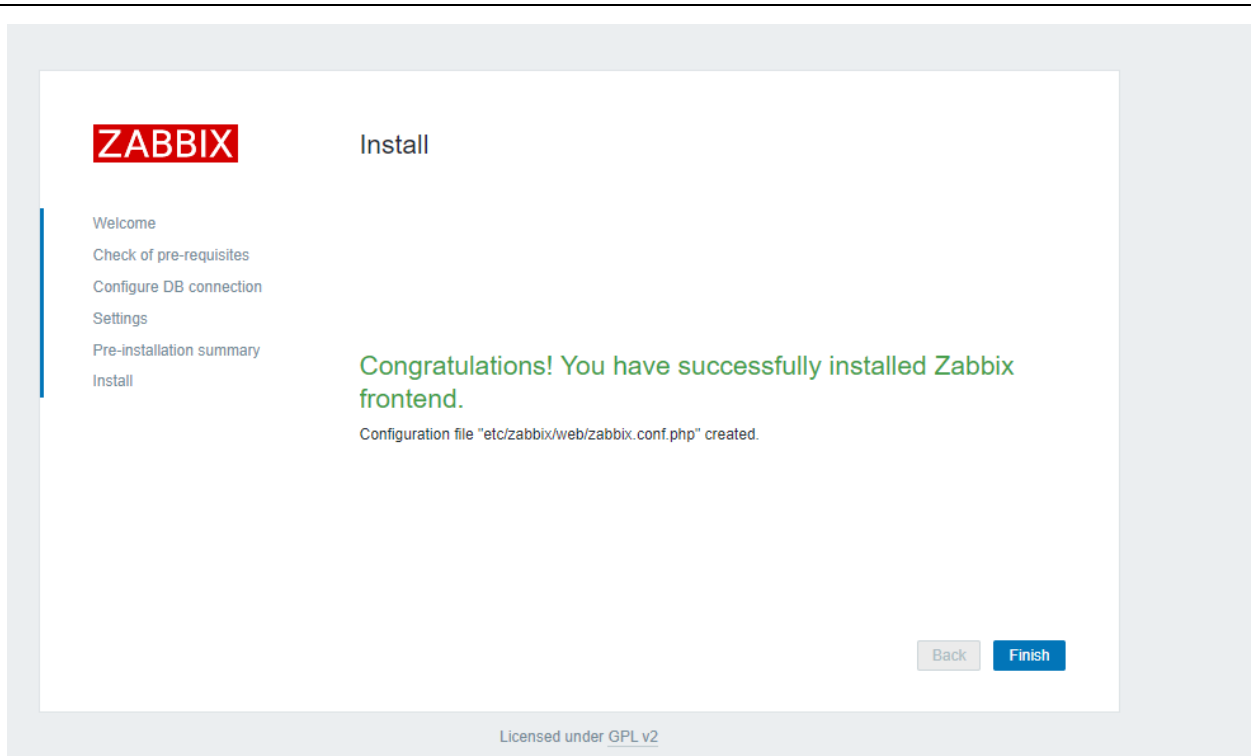 ZABBIX
Install
Welcome
Check of pre-requisites
Configure DB connection
Settings
Pre-installation summary
Install
Congratulations! You have successfully installed Zabbix
frontend.
Configuration file "etc/zabbix/web/zabbix.conf.php" created.
Back
Finish
Licensed under GPL v2